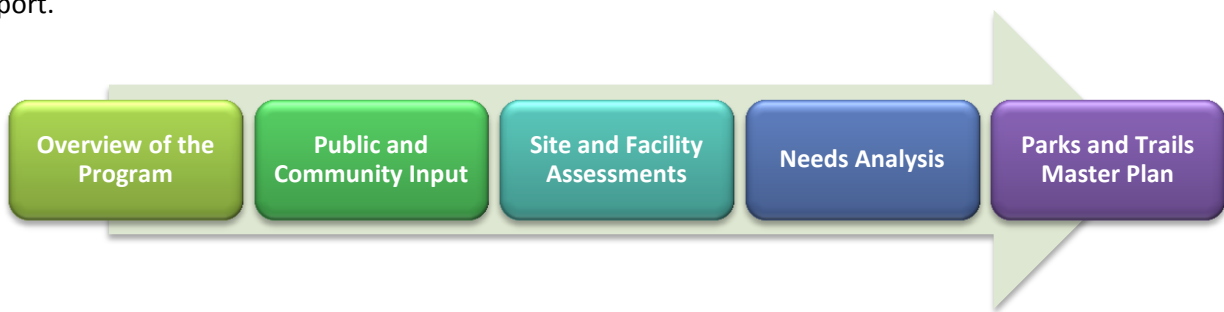 port.
Overview of the
Program
Public and
Community Input
Site and Facility
Assessments
Needs Analysis
Parks and Trails
Master Plan